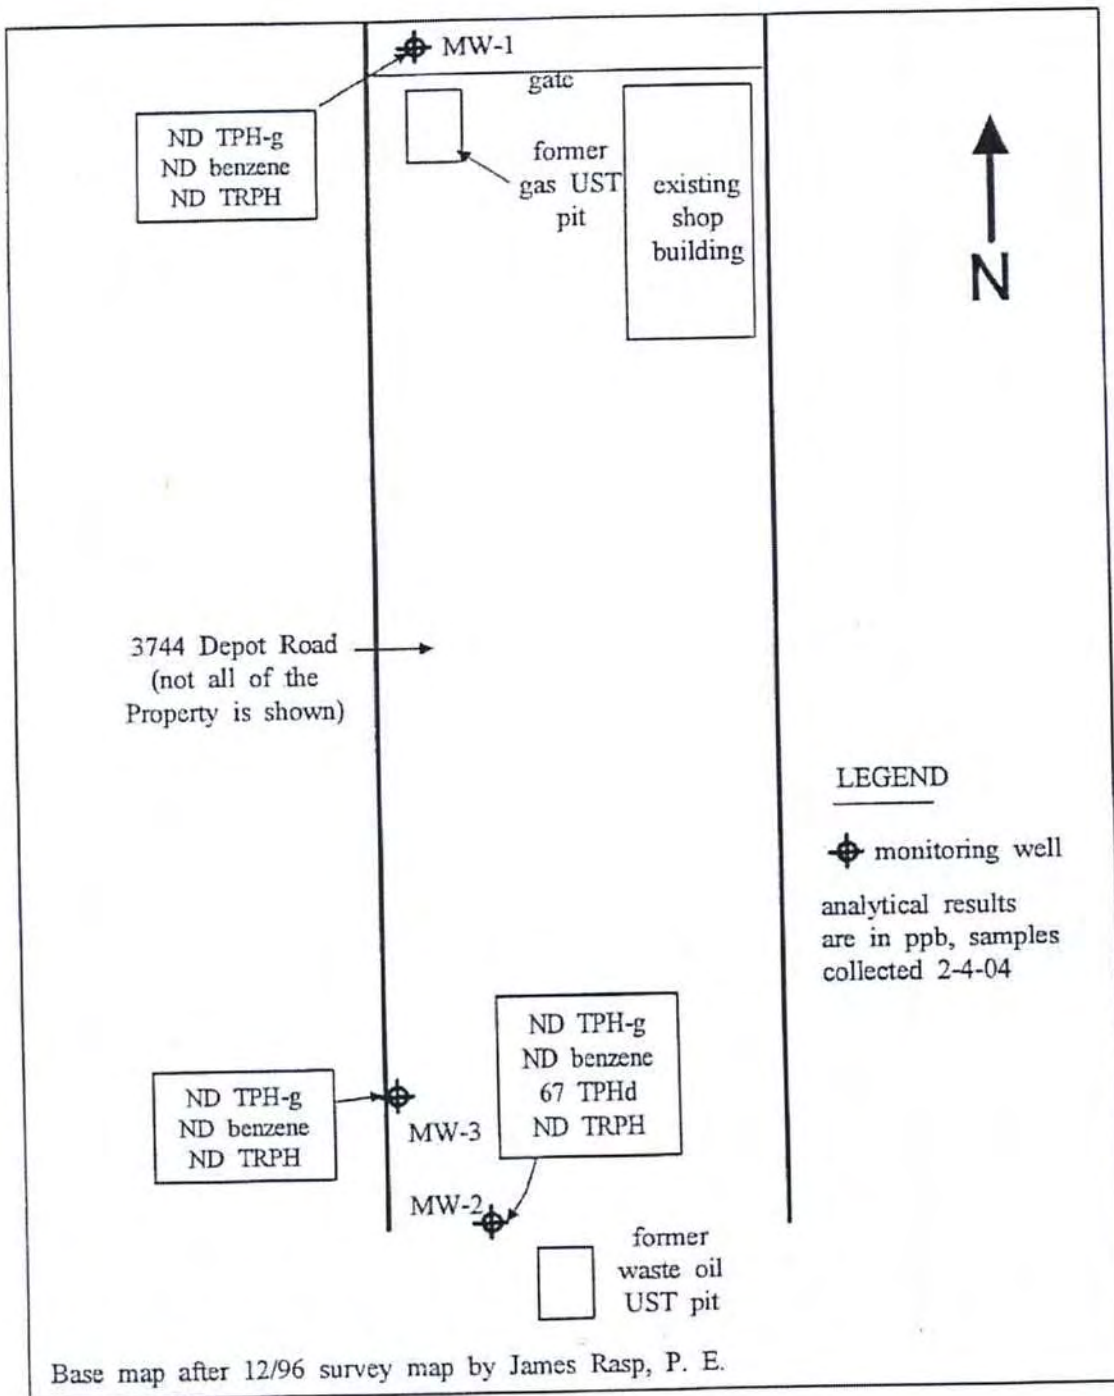 MW-1
gate
ND TPH-g
ND benzene
ND TRPH
former
gas UST
pit
existing
shop
building
N
3744 Depot Road
(not all of the
Property is shown)
LEGEND
monitoring well
analytical results
are in ppb, samples
collected 2-4-04
ND TPH-g
ND benzene
67 TPHd
ND TRPH
ND TPH-g
ND benzene
ND TRPH
MW-3
MW-2
former
waste oil
UST pit
Base map after 12/96 survey map by James Rasp, P. E.